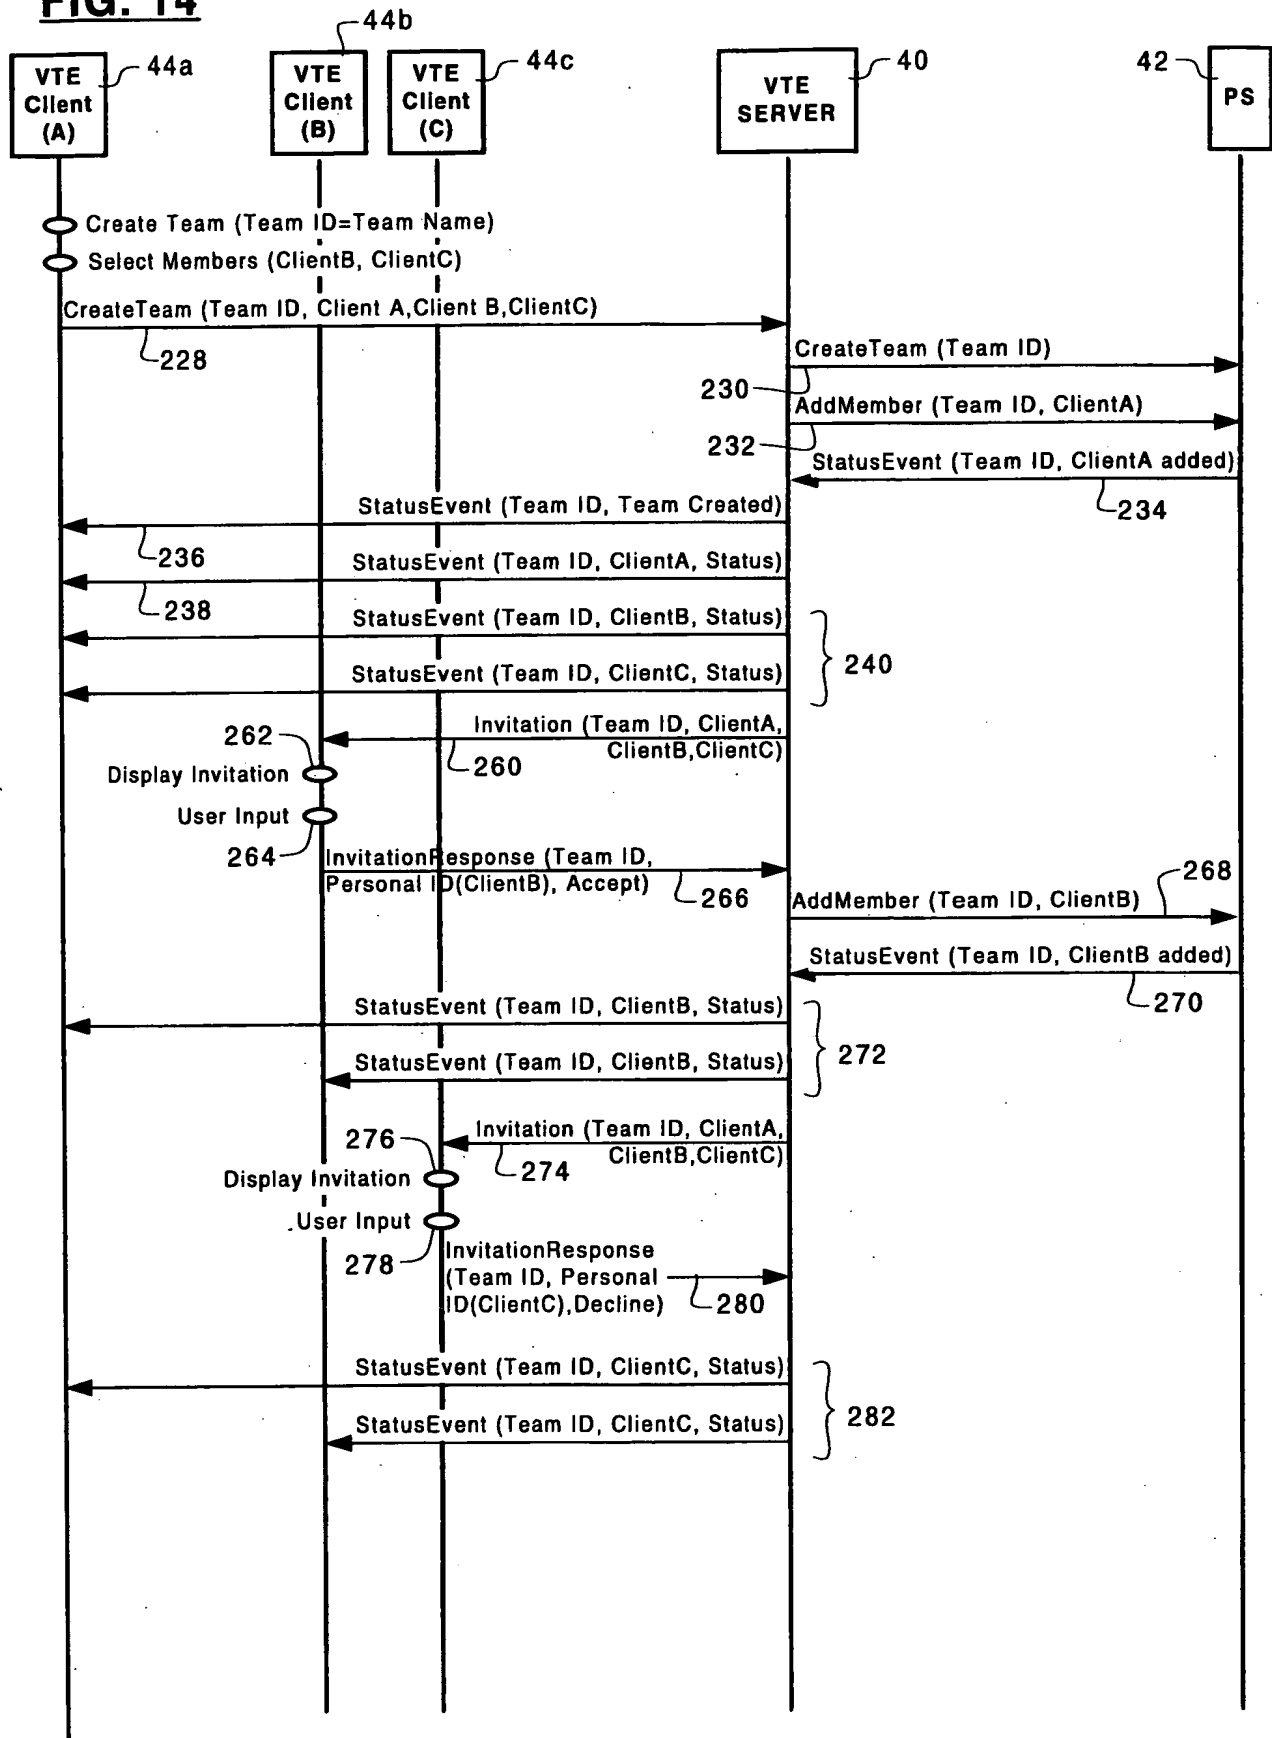 FIG. 14
44b
44a
44c
40
42
VTE
Client
(A)
VTE
Client
(B)
VTE
Client
(C)
VTE
SERVER
PS
Create Team (Team ID=Team Name)
Select Members (ClientB, ClientC)
CreateTeam (Team ID, Client A,Client B,ClientC)
228
CreateTeam (Team ID)
230
AddMember (Team ID, ClientA)
232
StatusEvent (Team ID, ClientA added)
234
StatusEvent (Team ID, Team Created)
236
StatusEvent (Team ID, ClientA, Status)
238
StatusEvent (Team ID, ClientB, Status)
240
StatusEvent (Team ID, ClientC, Status)
Invitation (Team ID, ClientA,
ClientB,ClientC)
260
262
Display Invitation
User Input
264
InvitationResponse (Team ID,
Personal ID(ClientB), Accept)
266
268
AddMember (Team ID, ClientB)
StatusEvent (Team ID, ClientB added)
270
StatusEvent (Team ID, ClientB, Status)
272
StatusEvent (Team ID, ClientB, Status)
Invitation (Team ID, ClientA,
ClientB,ClientC)
274
276
Display Invitation
User Input
278
InvitationResponse
(Team ID, Personal
ID(ClientC),Decline)
280
StatusEvent (Team ID, ClientC, Status)
282
StatusEvent (Team ID, ClientC, Status)